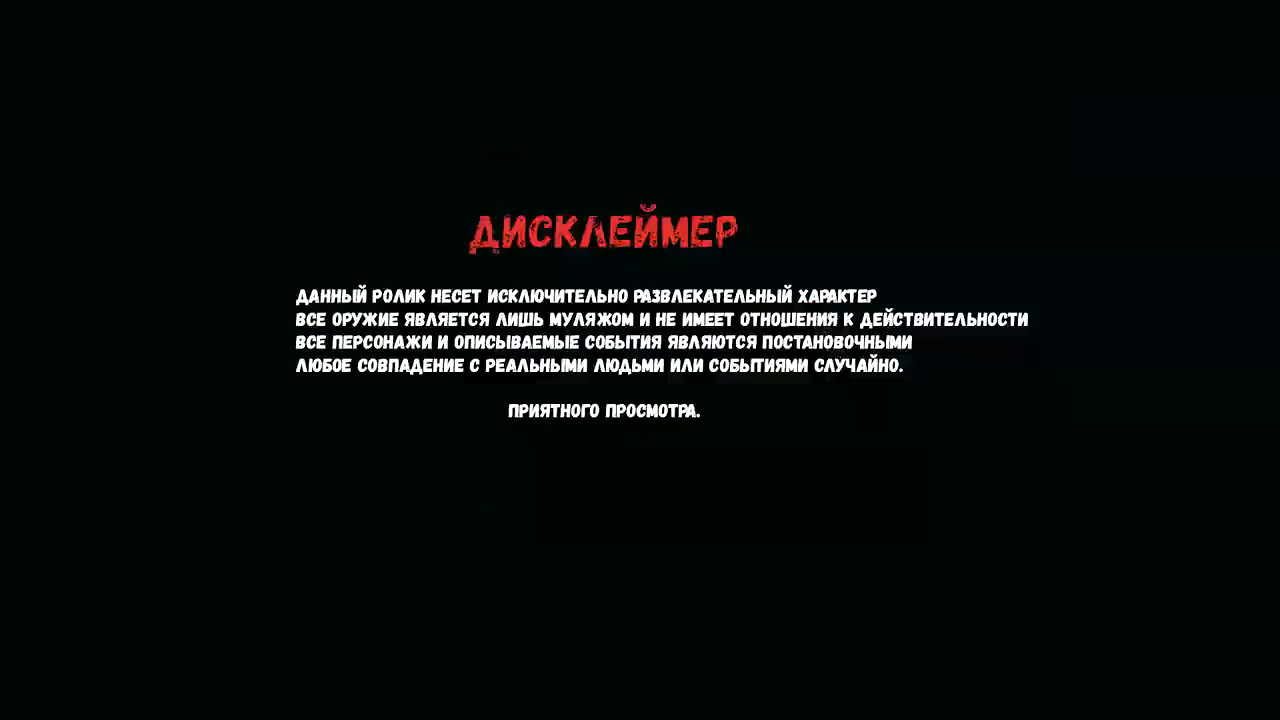 ДИСКЛЕЙМЕР
ДАННЫЙ РОЛИК НЕСЕТ ИСКЛЮЧИТЕЛЬНО РАЗВЛЕКАТЕЛЬНЫЙ ХАРАКТЕР
ВСЕ ОРУЖИЕ ЯВЛЯЕТСЯ ЛИШЬ МУЛЯЖОМ И НЕ ИМЕЕТ ОТНОШЕНИЯ К ДЕЙСТВИТЕЛЬНОСТИ
ВСЕ ПЕРСОНАЖИ И ОПИСЫВАЕМЫЕ СОБЫТИЯ ЯВЛЯЮТСЯ ПОСТАНОВОЧНЫМИ
ЛЮБОЕ СОВПАДЕНИЕ С РЕАЛЬНЫМИ ЛЮДЬМИ ИЛИ СОБЫТИЯМИ СЛУЧАЙНО.
ПРИЯТНОГО ПРОСМОТРА.